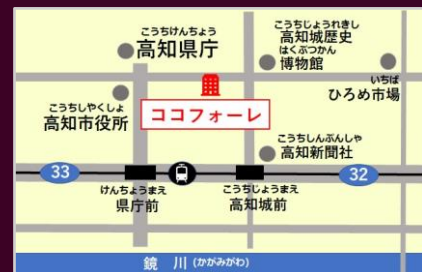 こうちけんちょう
高知県庁
こうちじょうれきし
高知城歴史
はくぶつかん
博物館
いちば
ひろめ市場
こうちしやくしょ
高知市役所
ココフォーレ
こうちしんぶんしゃ
高知新聞社
33
32
けんちょうまえ
県庁前
こうちじょうまえ
高知城前
鏡 川 (かがみがわ)